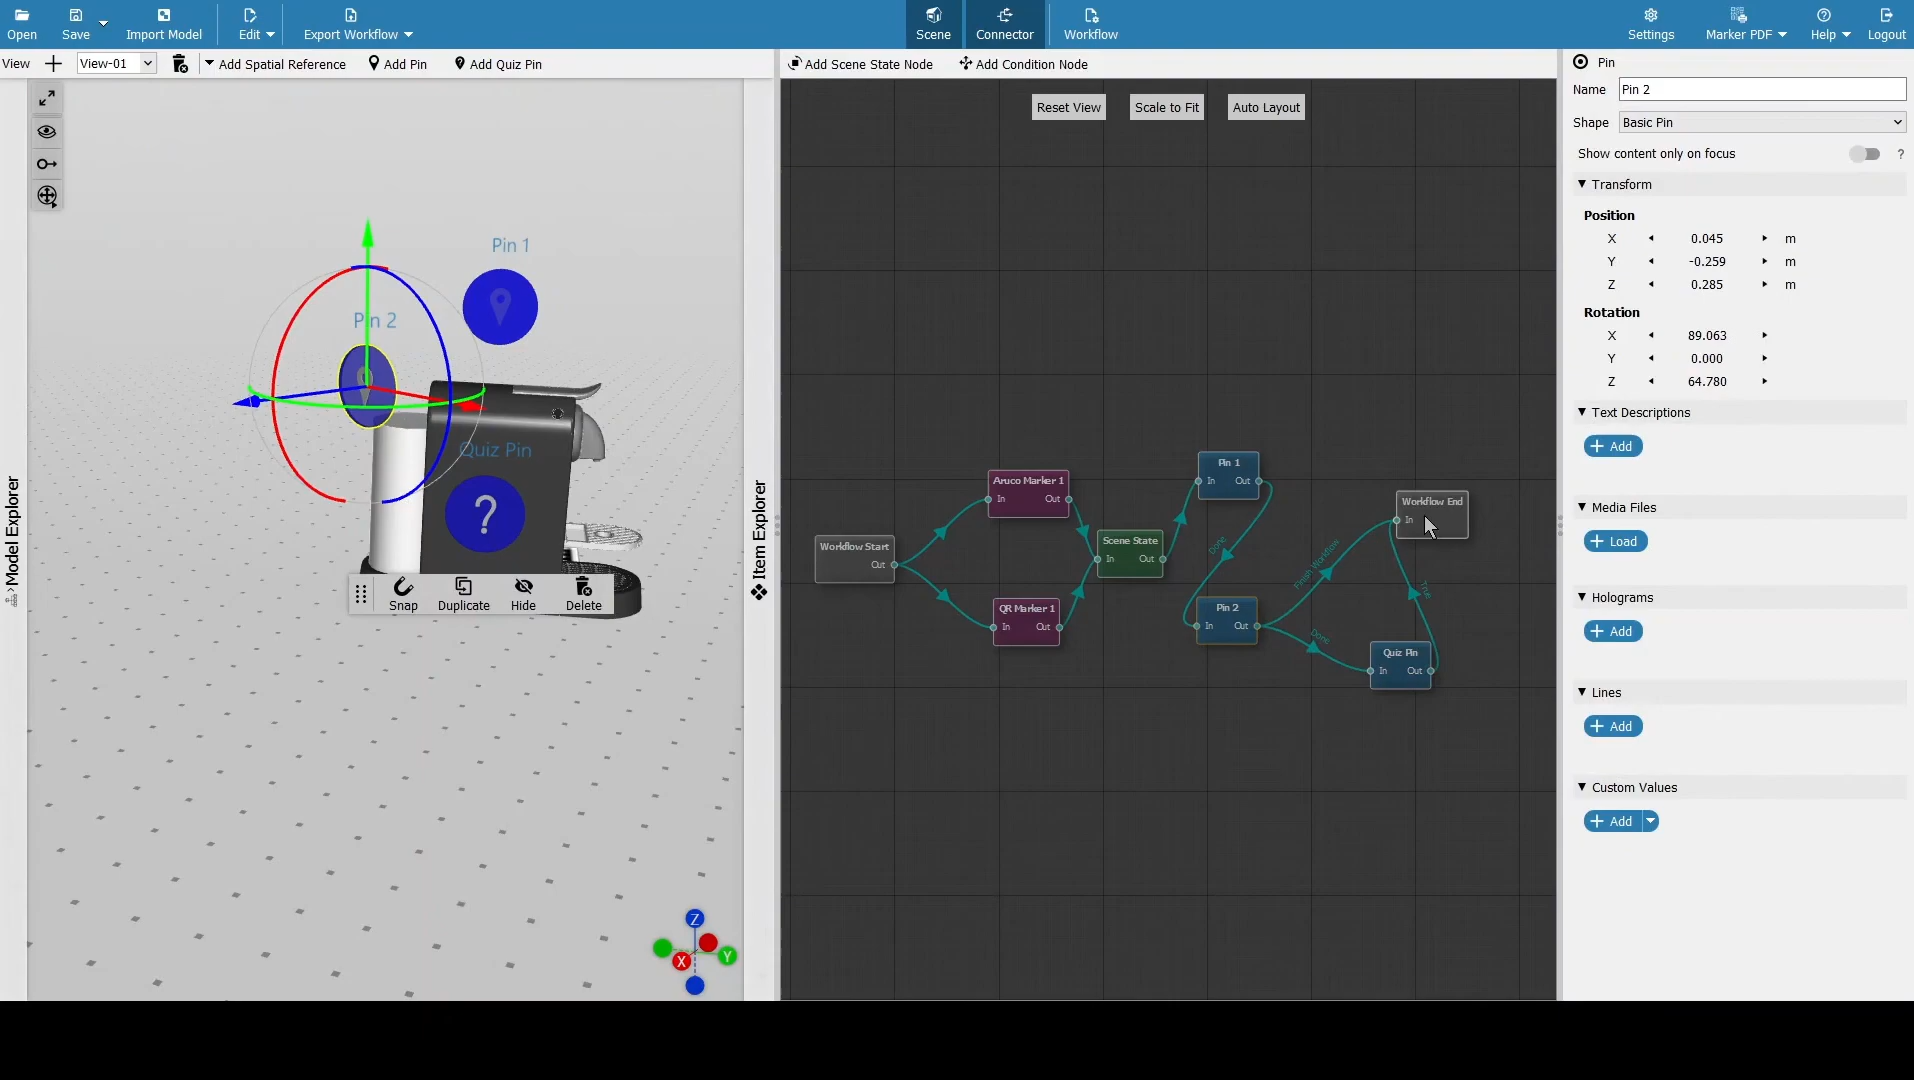 Open
Save
Import Model
Edit
Export Workflow
Scene
Connector
Workflow
Settings
Marker PDF
Help
Logout
View
View-01
Add Spatial Reference
Add Pin
Add Quiz Pin
Add Scene State Node
Add Condition Node
Reset View
Scale to Fit
Auto Layout
Model Explorer
Pin 1
Pin 2
Quiz Pin
?
Snap
Duplicate
Hide
Delete
Z
X
Y
Item Explorer
Workflow Start
Out
Aruco Marker 1
In Out
QR Marker 1
In Out
Scene State
In Out
Pin 1
In Out
Done
Pin 2
In Out
Finish Workflow
Done
Workflow End
In
True
Quiz Pin
In Out
Pin
Name Pin 2
Shape Basic Pin
Show content only on focus ?
Transform
Position
X 0.045 m
Y -0.259 m
Z 0.285 m
Rotation
X 89.063
Y 0.000
Z 64.780
Text Descriptions
+ Add
Media Files
+ Load
Holograms
+ Add
Lines
+ Add
Custom Values
+ Add